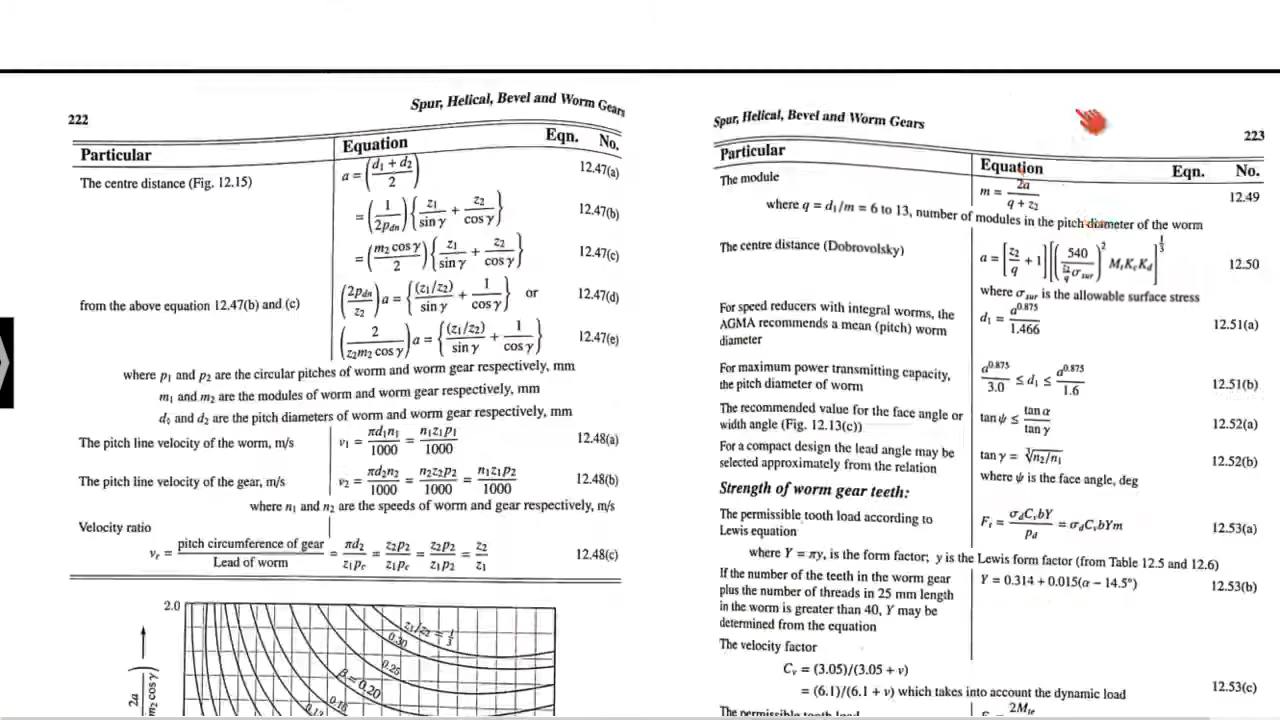 Spur, Helical, Bevel and Worm Gears
222
Particular Equation Eqn. No.
The centre distance (Fig. 12.15) a = ((d₁ + d₂)/2) 12.47(a)
= (1/2pdn) {z₁/sin γ + z₂/cos γ} 12.47(b)
= (m₂ cos γ/2) {z₁/sin γ + z₂/cos γ} 12.47(c)
from the above equation 12.47(b) and (c) (2pdn/z₂) a = {(z₁/z₂)/sin γ + 1/cos γ} or 12.47(d)
(2/z₂m₂ cos γ) a = {(z₁/z₂)/sin γ + 1/cos γ} 12.47(e)
where p₁ and p₂ are the circular pitches of worm and worm gear respectively, mm
m₁ and m₂ are the modules of worm and worm gear respectively, mm
d₁ and d₂ are the pitch diameters of worm and worm gear respectively, mm
The pitch line velocity of the worm, m/s v₁ = πd₁n₁/1000 = n₁z₁p₁/1000 12.48(a)
The pitch line velocity of the gear, m/s v₂ = πd₂n₂/1000 = n₂z₂p₂/1000 = n₁z₁p₂/1000 12.48(b)
where n₁ and n₂ are the speeds of worm and gear respectively, m/s
Velocity ratio
vᵣ = pitch circumference of gear/Lead of worm = πd₂/z₁pc = z₂p₂/z₁pc = z₂p₂/z₁p₂ = z₂/z₁ 12.48(c)
2.0
z₁/z₂ = 1/3
0.30
0.25
β = 0.20
2a
m₂ cos γ
Spur, Helical, Bevel and Worm Gears
223
Particular Equation Eqn. No.
The module m = 2a/(q + z₂) 12.49
where q = d₁/m = 6 to 13, number of modules in the pitch diameter of the worm
The centre distance (Dobrovolsky) a = [z₂/q + 1] [(540/((z₂/q)σsur))² MₜKcKd]^(1/3) 12.50
where σsur is the allowable surface stress
For speed reducers with integral worms, the
AGMA recommends a mean (pitch) worm
diameter
d₁ = a^0.875/1.466 12.51(a)
For maximum power transmitting capacity,
the pitch diameter of worm
a^0.875/3.0 ≤ d₁ ≤ a^0.875/1.6 12.51(b)
The recommended value for the face angle or
width angle (Fig. 12.13(c))
tan ψ ≤ tan α/tan γ 12.52(a)
For a compact design the lead angle may be
selected approximately from the relation
tan γ = ∛(n₂/n₁) 12.52(b)
where ψ is the face angle, deg
Strength of worm gear teeth:
The permissible tooth load according to
Lewis equation
Fₜ = σdCvbY/pd = σdCvbYm 12.53(a)
where Y = πy, is the form factor; y is the Lewis form factor (from Table 12.5 and 12.6)
If the number of the teeth in the worm gear
plus the number of threads in 25 mm length
in the worm is greater than 40, Y may be
determined from the equation
Y = 0.314 + 0.015(α − 14.5°) 12.53(b)
The velocity factor
Cv = (3.05)/(3.05 + v)
= (6.1)/(6.1 + v) which takes into account the dynamic load 12.53(c)
The permissible tooth load